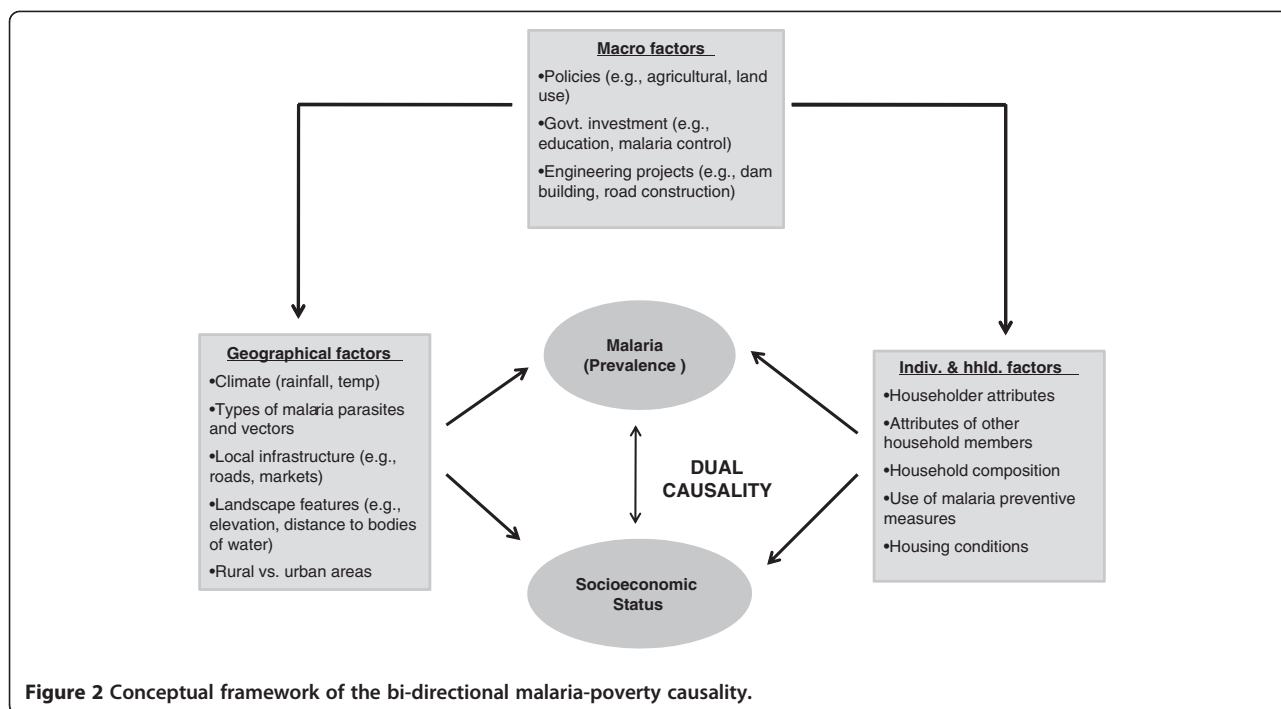 Macro factors
•Policies (e.g., agricultural, land
use)
•Govt. investment (e.g.,
education, malaria control)
•Engineering projects (e.g., dam
building, road construction)
Geographical factors
•Climate (rainfall, temp)
•Types of malaria parasites
and vectors
•Local infrastructure (e.g.,
roads, markets)
•Landscape features (e.g.,
elevation, distance to bodies
of water)
•Rural vs. urban areas
Malaria
(Prevalence )
DUAL
CAUSALITY
Socioeconomic
Status
Indiv. & hhld. factors
•Householder attributes
•Attributes of other
household members
•Household composition
•Use of malaria preventive
measures
•Housing conditions
Figure 2 Conceptual framework of the bi-directional malaria-poverty causality.